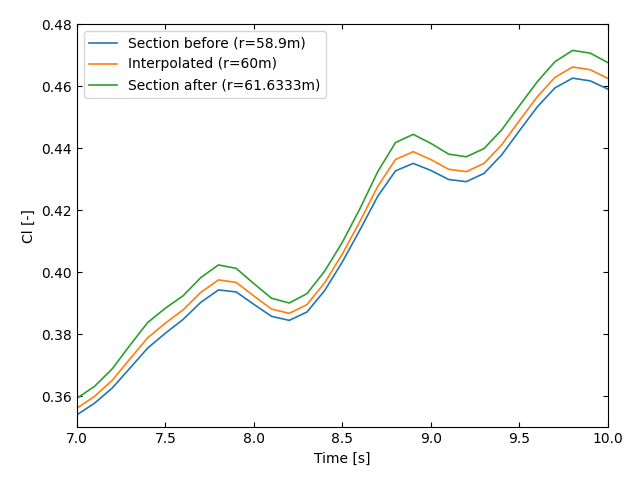 0.48
0.46
0.44
0.42
0.40
0.38
0.36
Cl [-]
Section before (r=58.9m)
Interpolated (r=60m)
Section after (r=61.6333m)
7.0 7.5 8.0 8.5 9.0 9.5 10.0
Time [s]